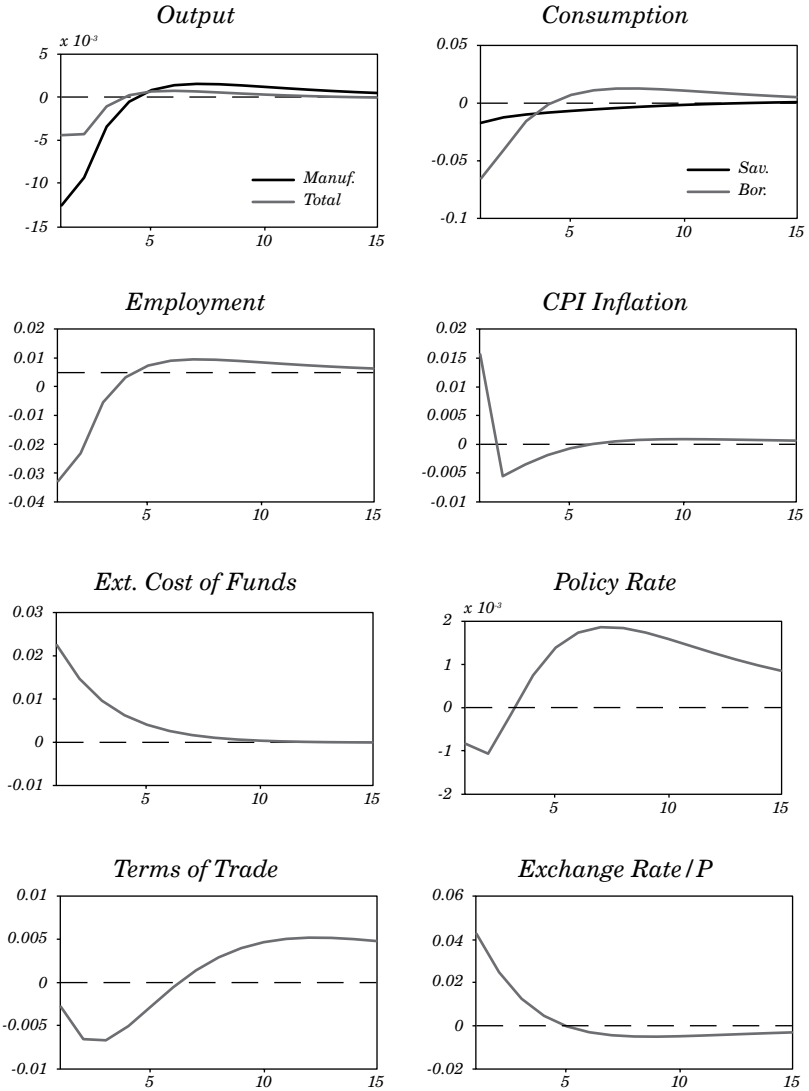 Output
x 10-3
5
0
-5
-10
-15
Manuf.
Total
5 10 15
Consumption
0.05
0
-0.05
-0.1
Sav.
Bor.
5 10 15
Employment
0.02
0.01
0
-0.01
-0.02
-0.03
-0.04
5 10 15
CPI Inflation
0.02
0.015
0.01
0.005
0
-0.005
-0.01
5 10 15
Ext. Cost of Funds
0.03
0.02
0.01
0
-0.01
5 10 15
Policy Rate
x 10-3
2
1
0
-1
-2
5 10 15
Terms of Trade
0.01
0.005
0
-0.005
-0.01
5 10 15
Exchange Rate/P
0.06
0.04
0.02
0
-0.02
5 10 15